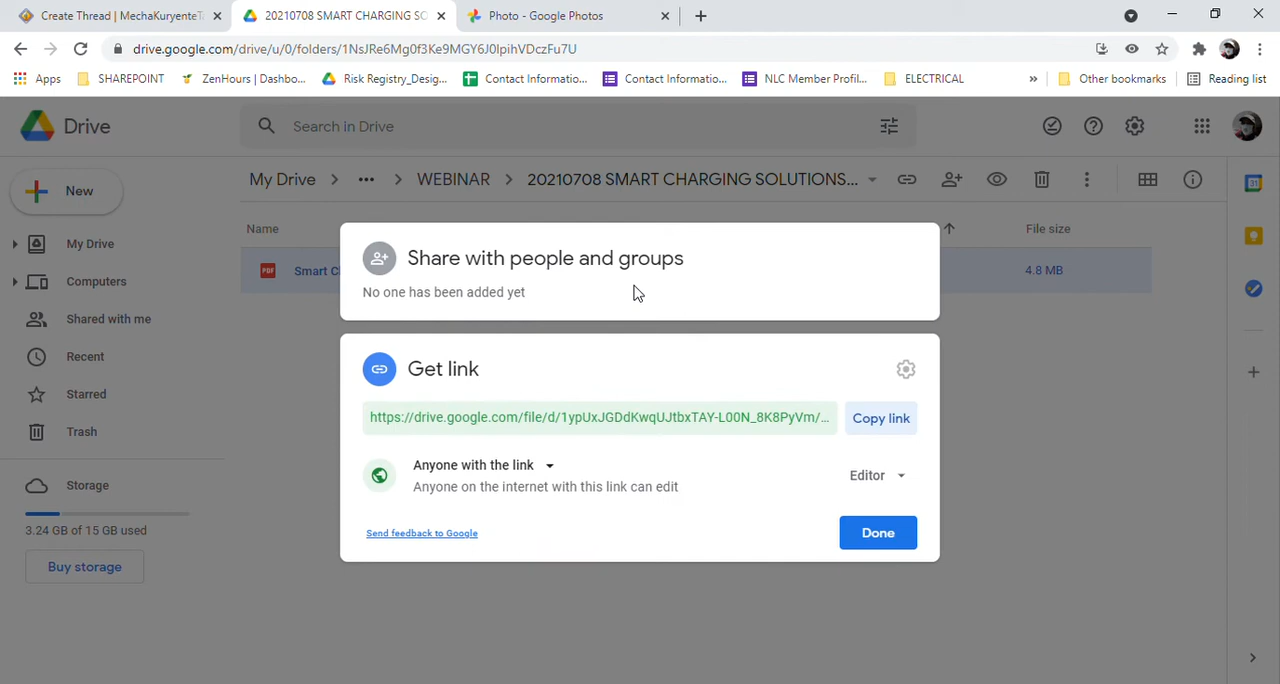 Create Thread | MechaKuryenteT
20210708 SMART CHARGING SO
Photo - Google Photos
drive.google.com/drive/u/0/folders/1NsJRe6Mg0f3Ke9MGY6J0lpihVDczFu7U
Apps
SHAREPOINT
ZenHours | Dashbo...
Risk Registry_Desig...
Contact Informatio...
Contact Informatio...
NLC Member Profil...
ELECTRICAL
»
Other bookmarks
Reading list
Drive
Search in Drive
New
My Drive > ... > WEBINAR > 20210708 SMART CHARGING SOLUTIONS...
Name
File size
My Drive
Computers
Shared with me
Recent
Starred
Trash
Storage
3.24 GB of 15 GB used
Buy storage
PDF
Smart C
4.8 MB
31
Share with people and groups
No one has been added yet
Get link
https://drive.google.com/file/d/1ypUxJGDdKwqUJtbxTAY-L00N_8K8PyVm/...
Copy link
Anyone with the link
Anyone on the internet with this link can edit
Editor
Send feedback to Google
Done